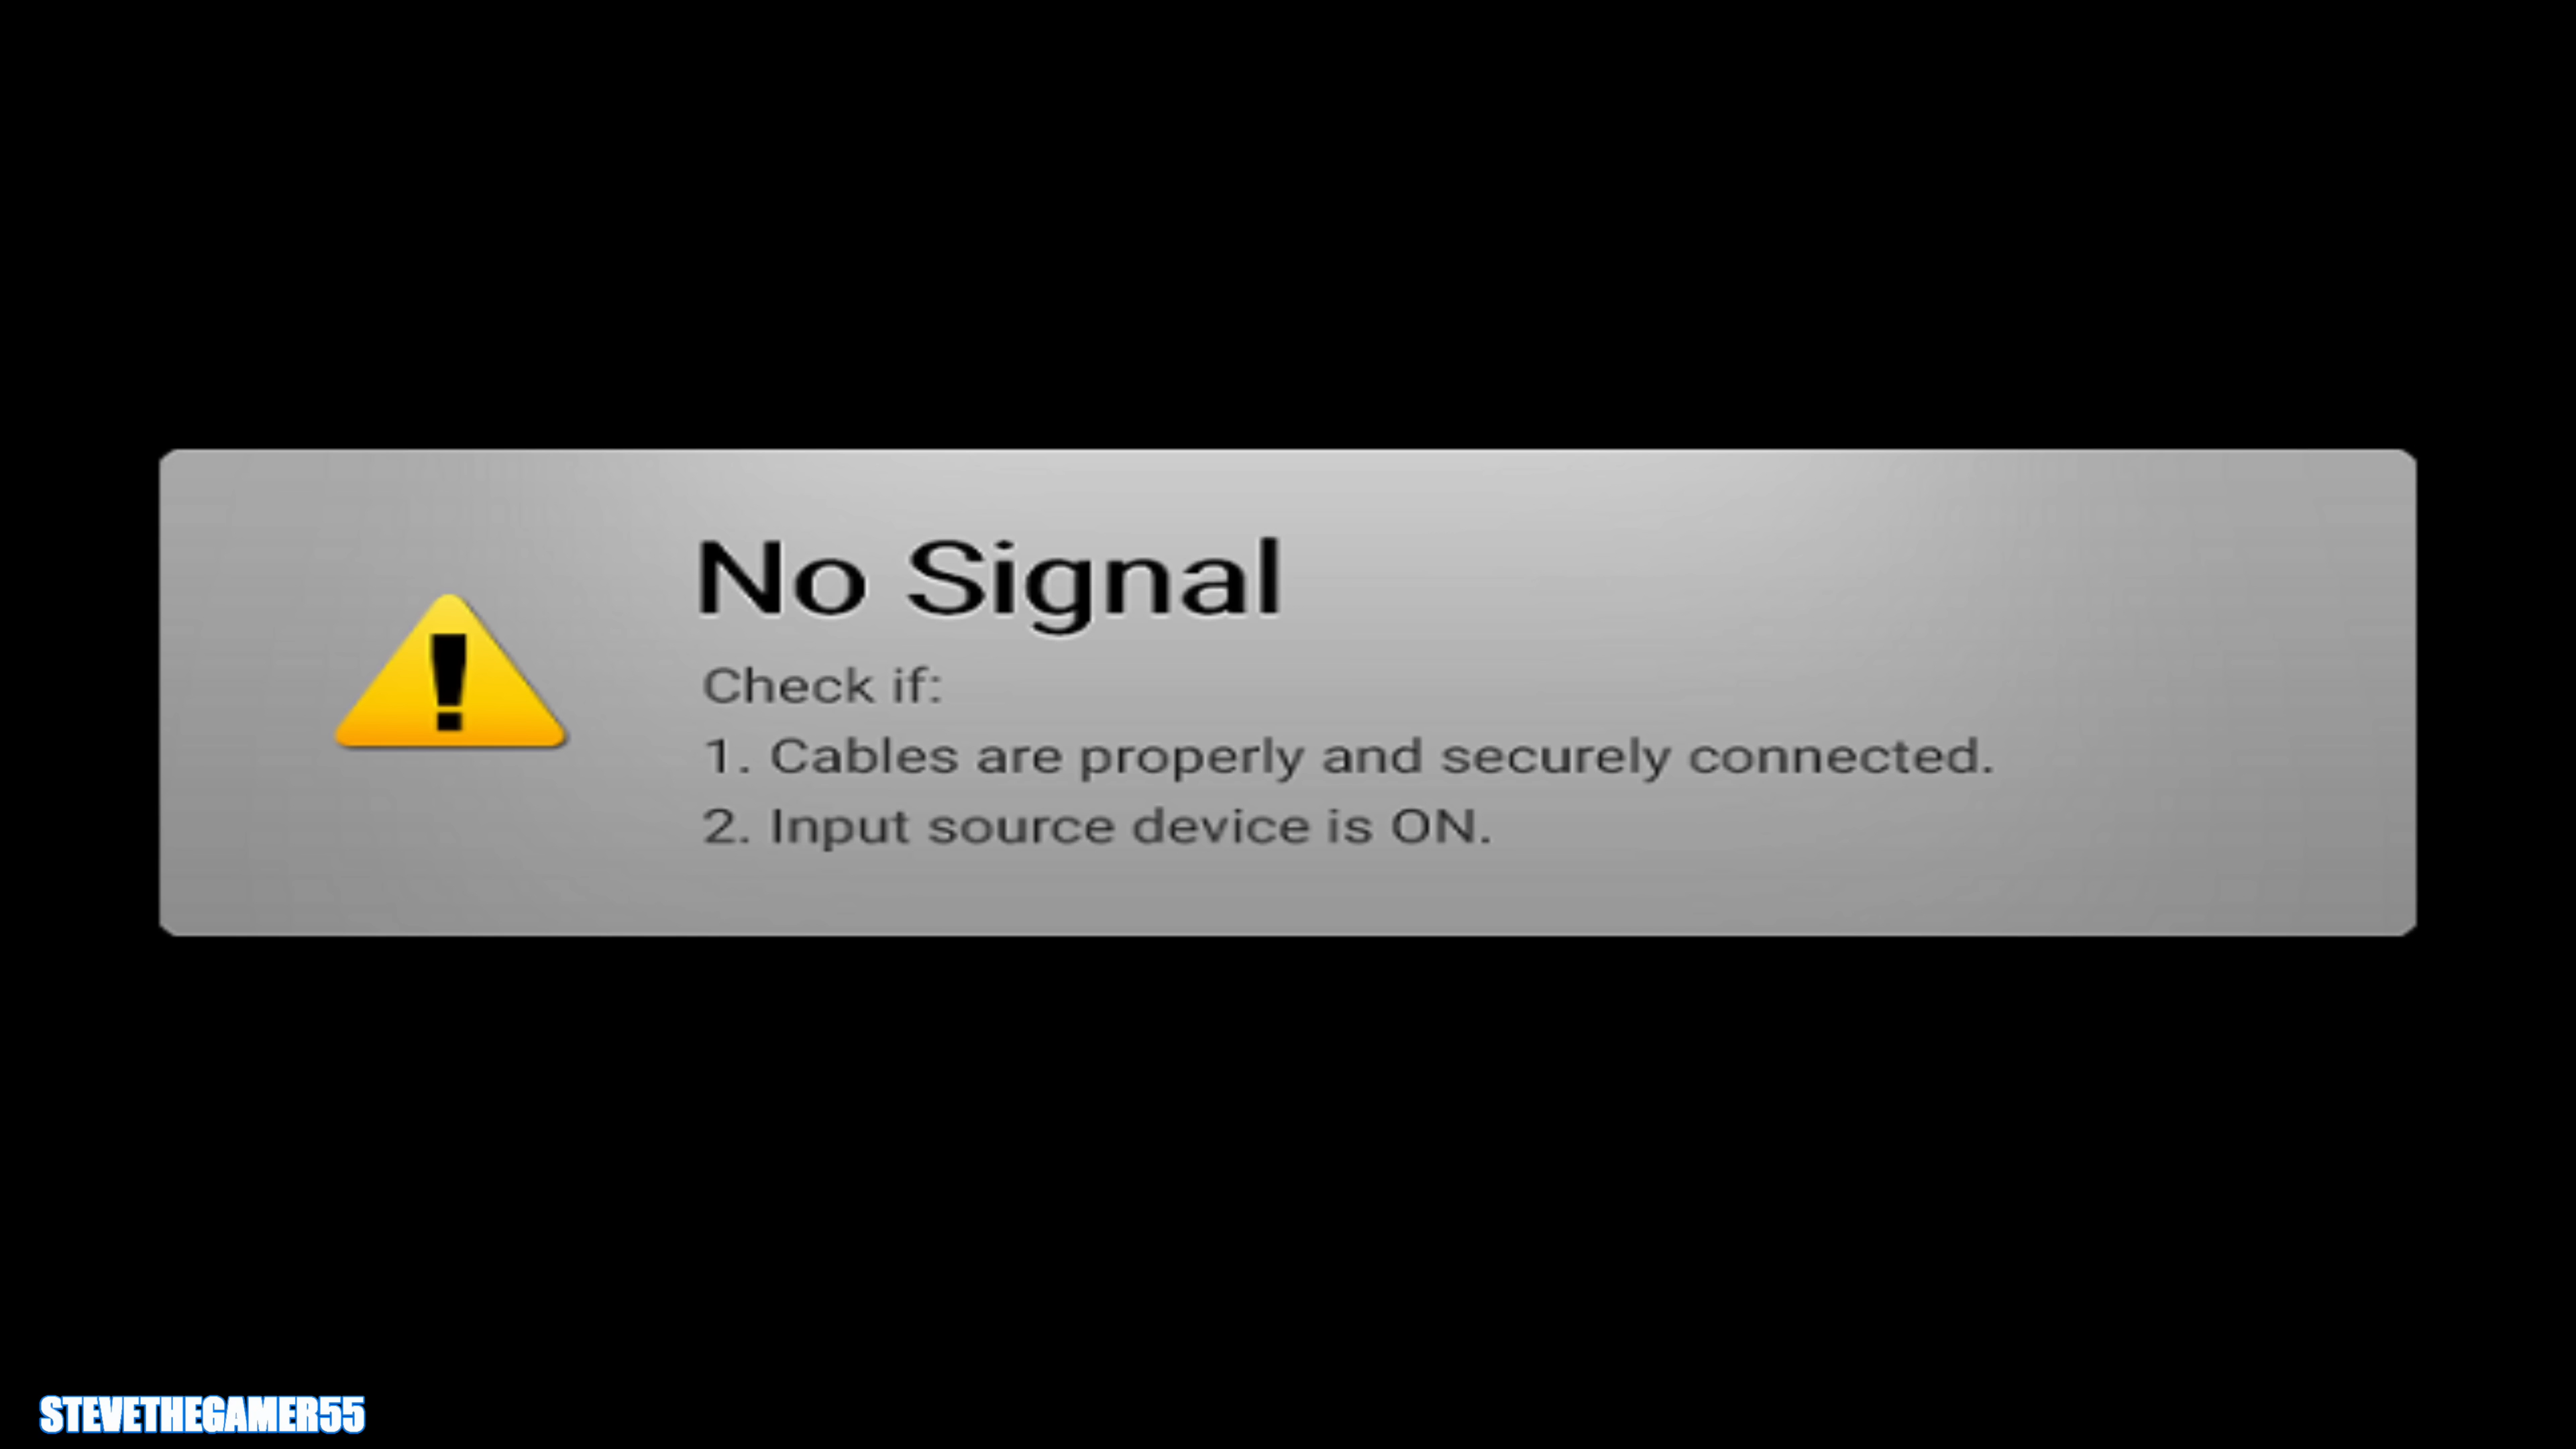 No Signal
Check if:
1. Cables are properly and securely connected.
2. Input source device is ON.
STEVETHEGAMER55